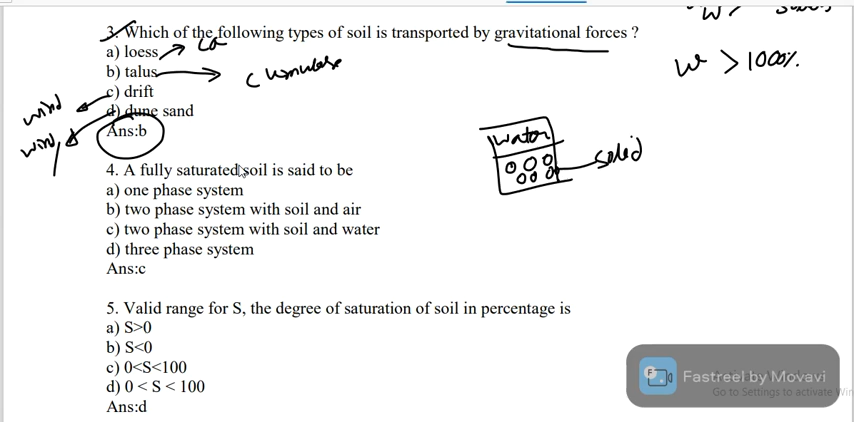 3. Which of the following types of soil is transported by gravitational forces ?
a) loess
ca
b) talus
cumulose
c) drift
wind
d) dune sand
wind
Ans:b
w > 1000%
water
solid
4. A fully saturated soil is said to be
a) one phase system
b) two phase system with soil and air
c) two phase system with soil and water
d) three phase system
Ans:c
5. Valid range for S, the degree of saturation of soil in percentage is
a) S>0
b) S<0
c) 0<S<100
d) 0 < S < 100
Ans:d
Fastreel by Movavi
Go to Settings to activate Win